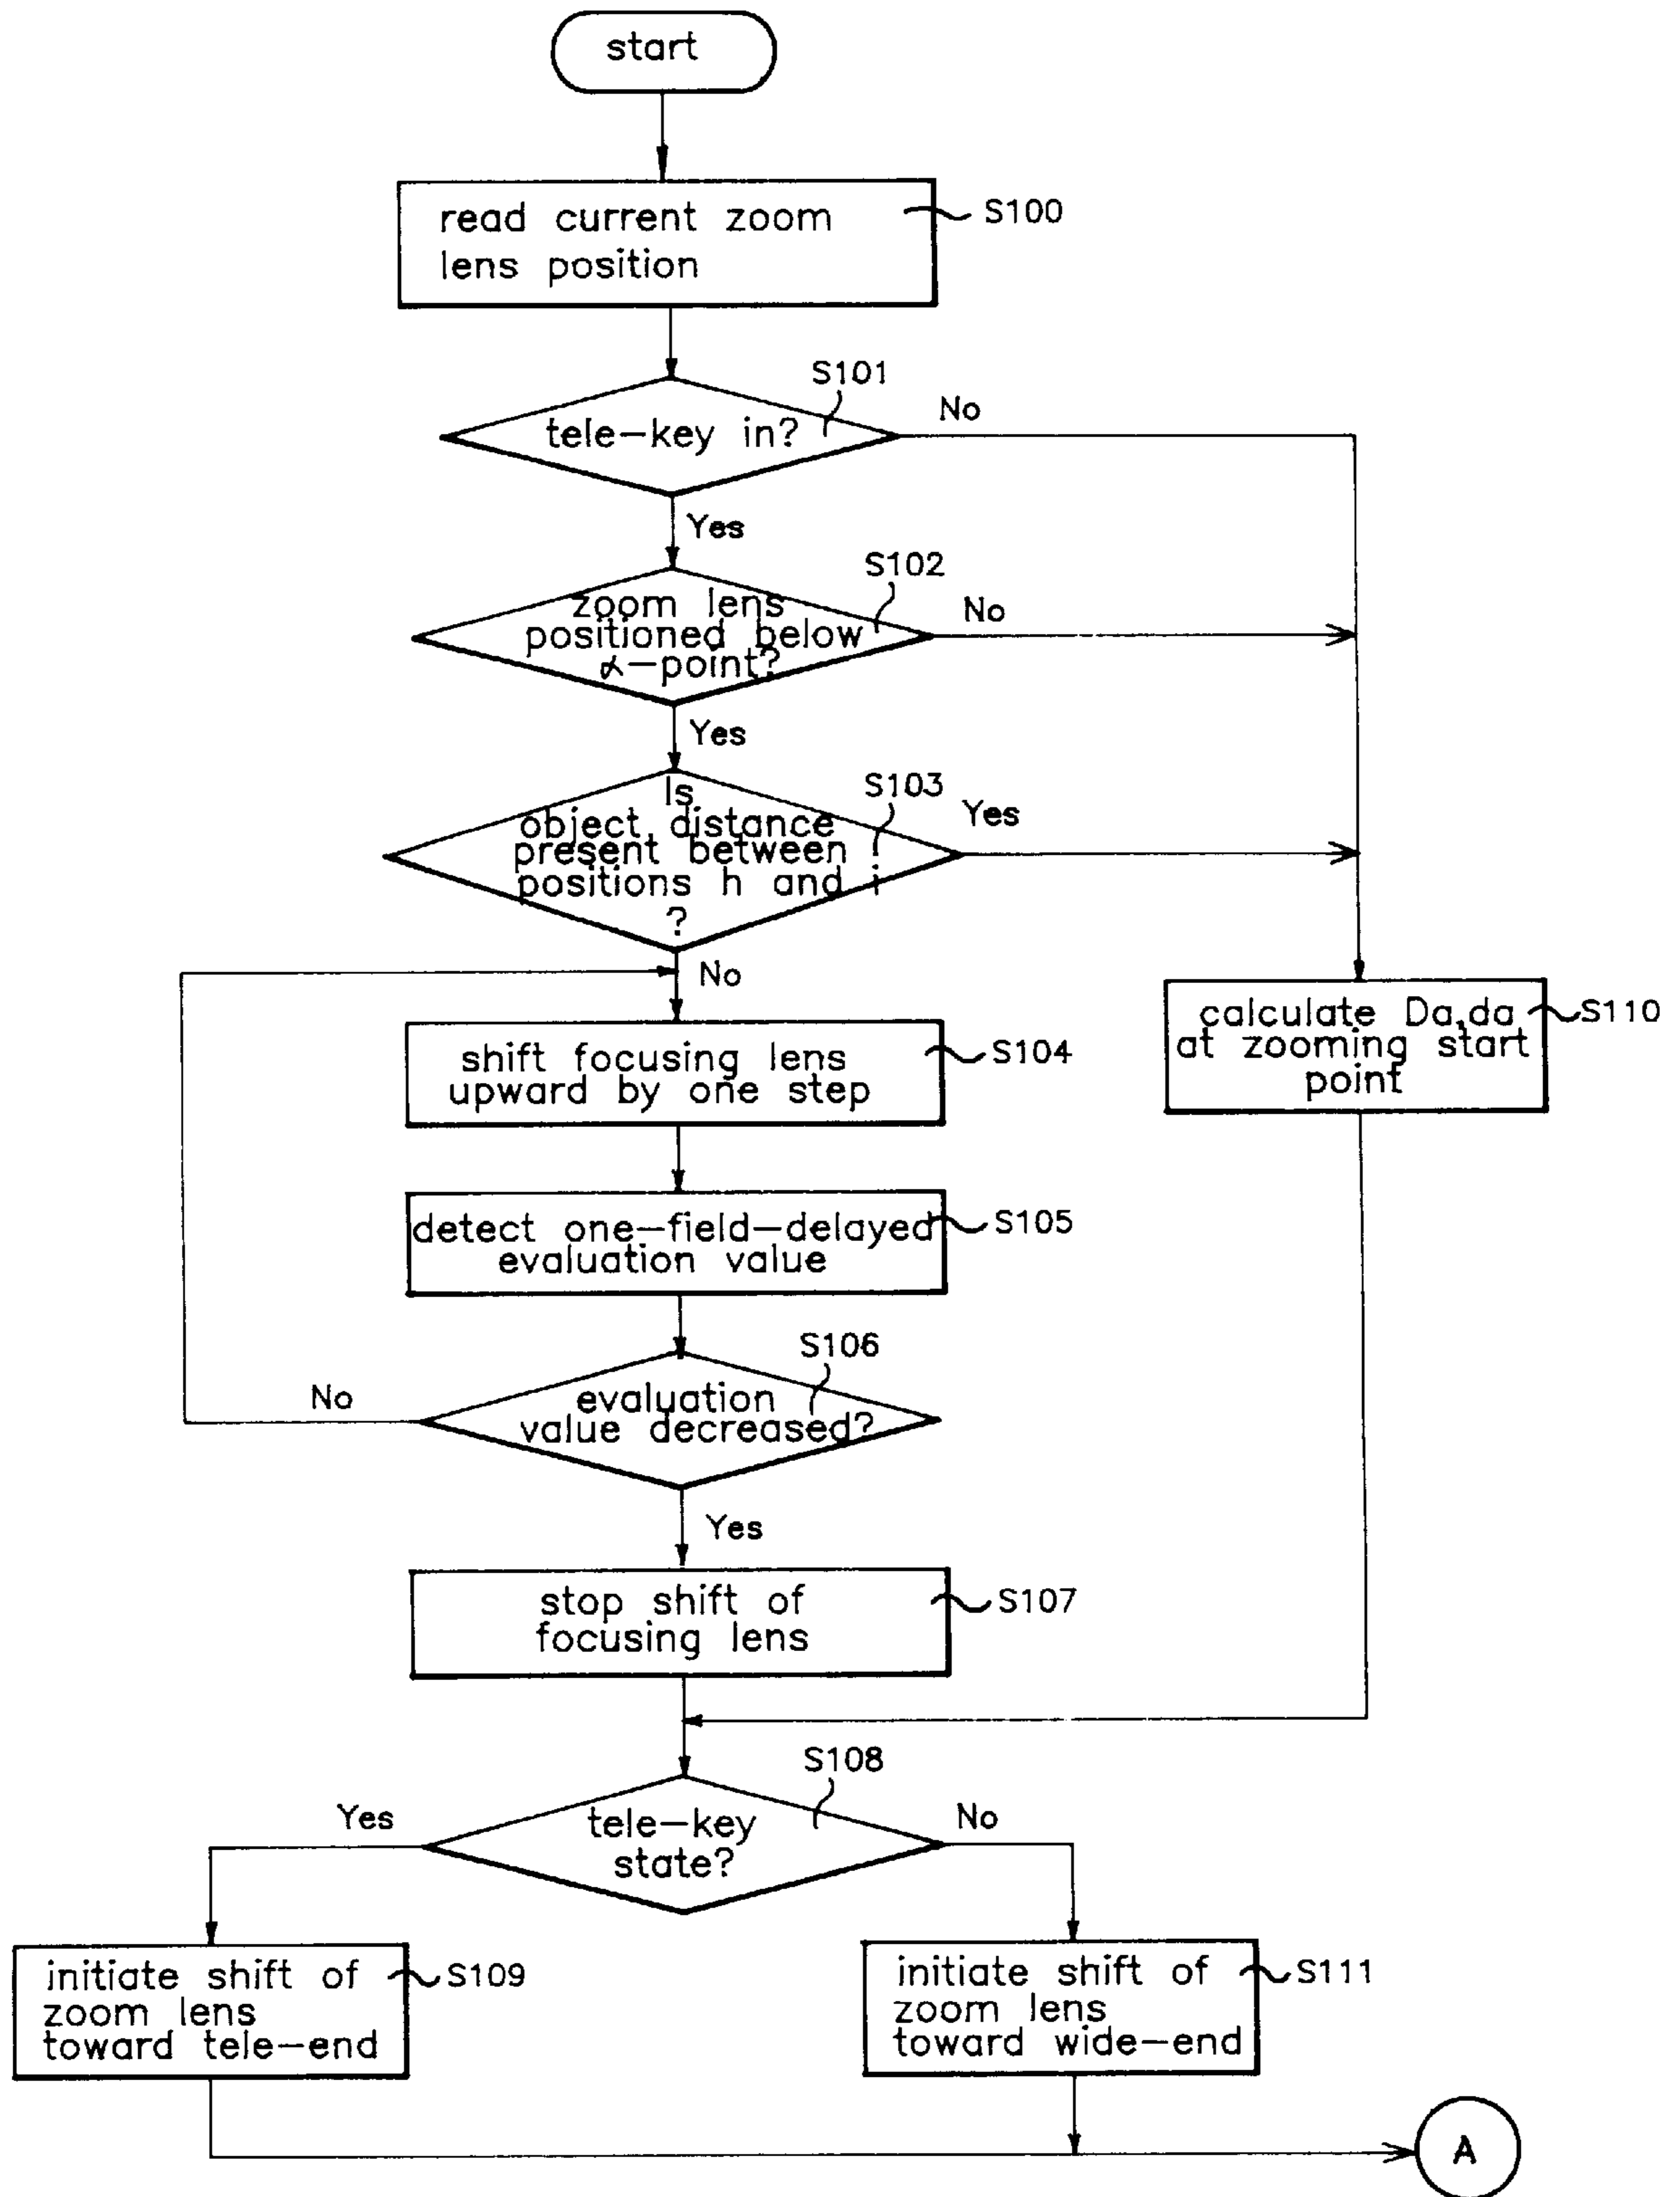 start
read current zoom
lens position
S100
S101
tele-key in?
No
Yes
S102
zoom lens
positioned below
α-point?
No
Yes
S103
Is
object distance
present between
positions h and i
?
Yes
No
shift focusing lens
upward by one step
S104
calculate Da,da
at zooming start
point
S110
detect one-field-delayed
evaluation value
S105
S106
evaluation
value decreased?
No
Yes
stop shift of
focusing lens
S107
S108
tele-key
state?
Yes
No
initiate shift of
zoom lens
toward tele-end
S109
initiate shift of
zoom lens
toward wide-end
S111
A